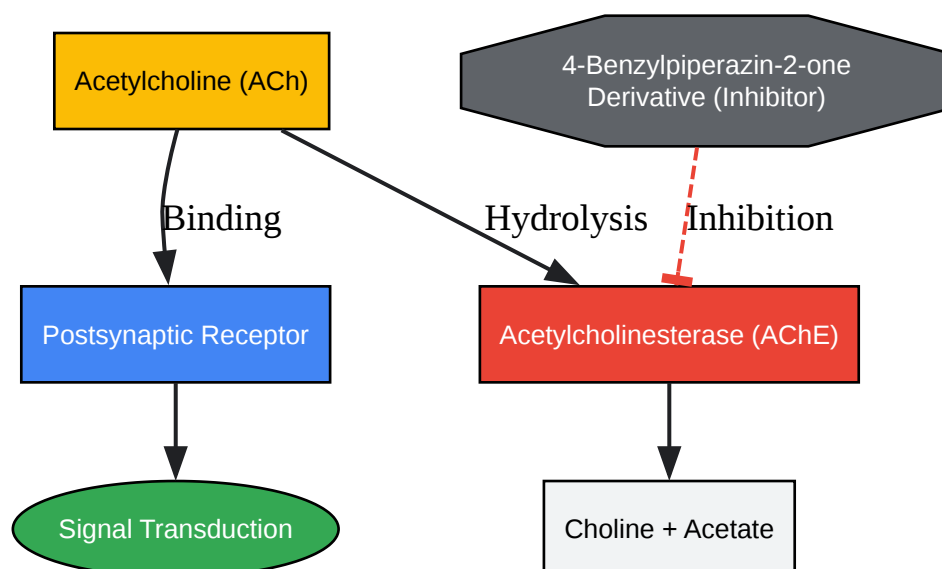 Acetylcholine (ACh)
4-Benzylpiperazin-2-one
Derivative (Inhibitor)
Binding
Hydrolysis
Inhibition
Postsynaptic Receptor
Acetylcholinesterase (AChE)
Signal Transduction
Choline + Acetate